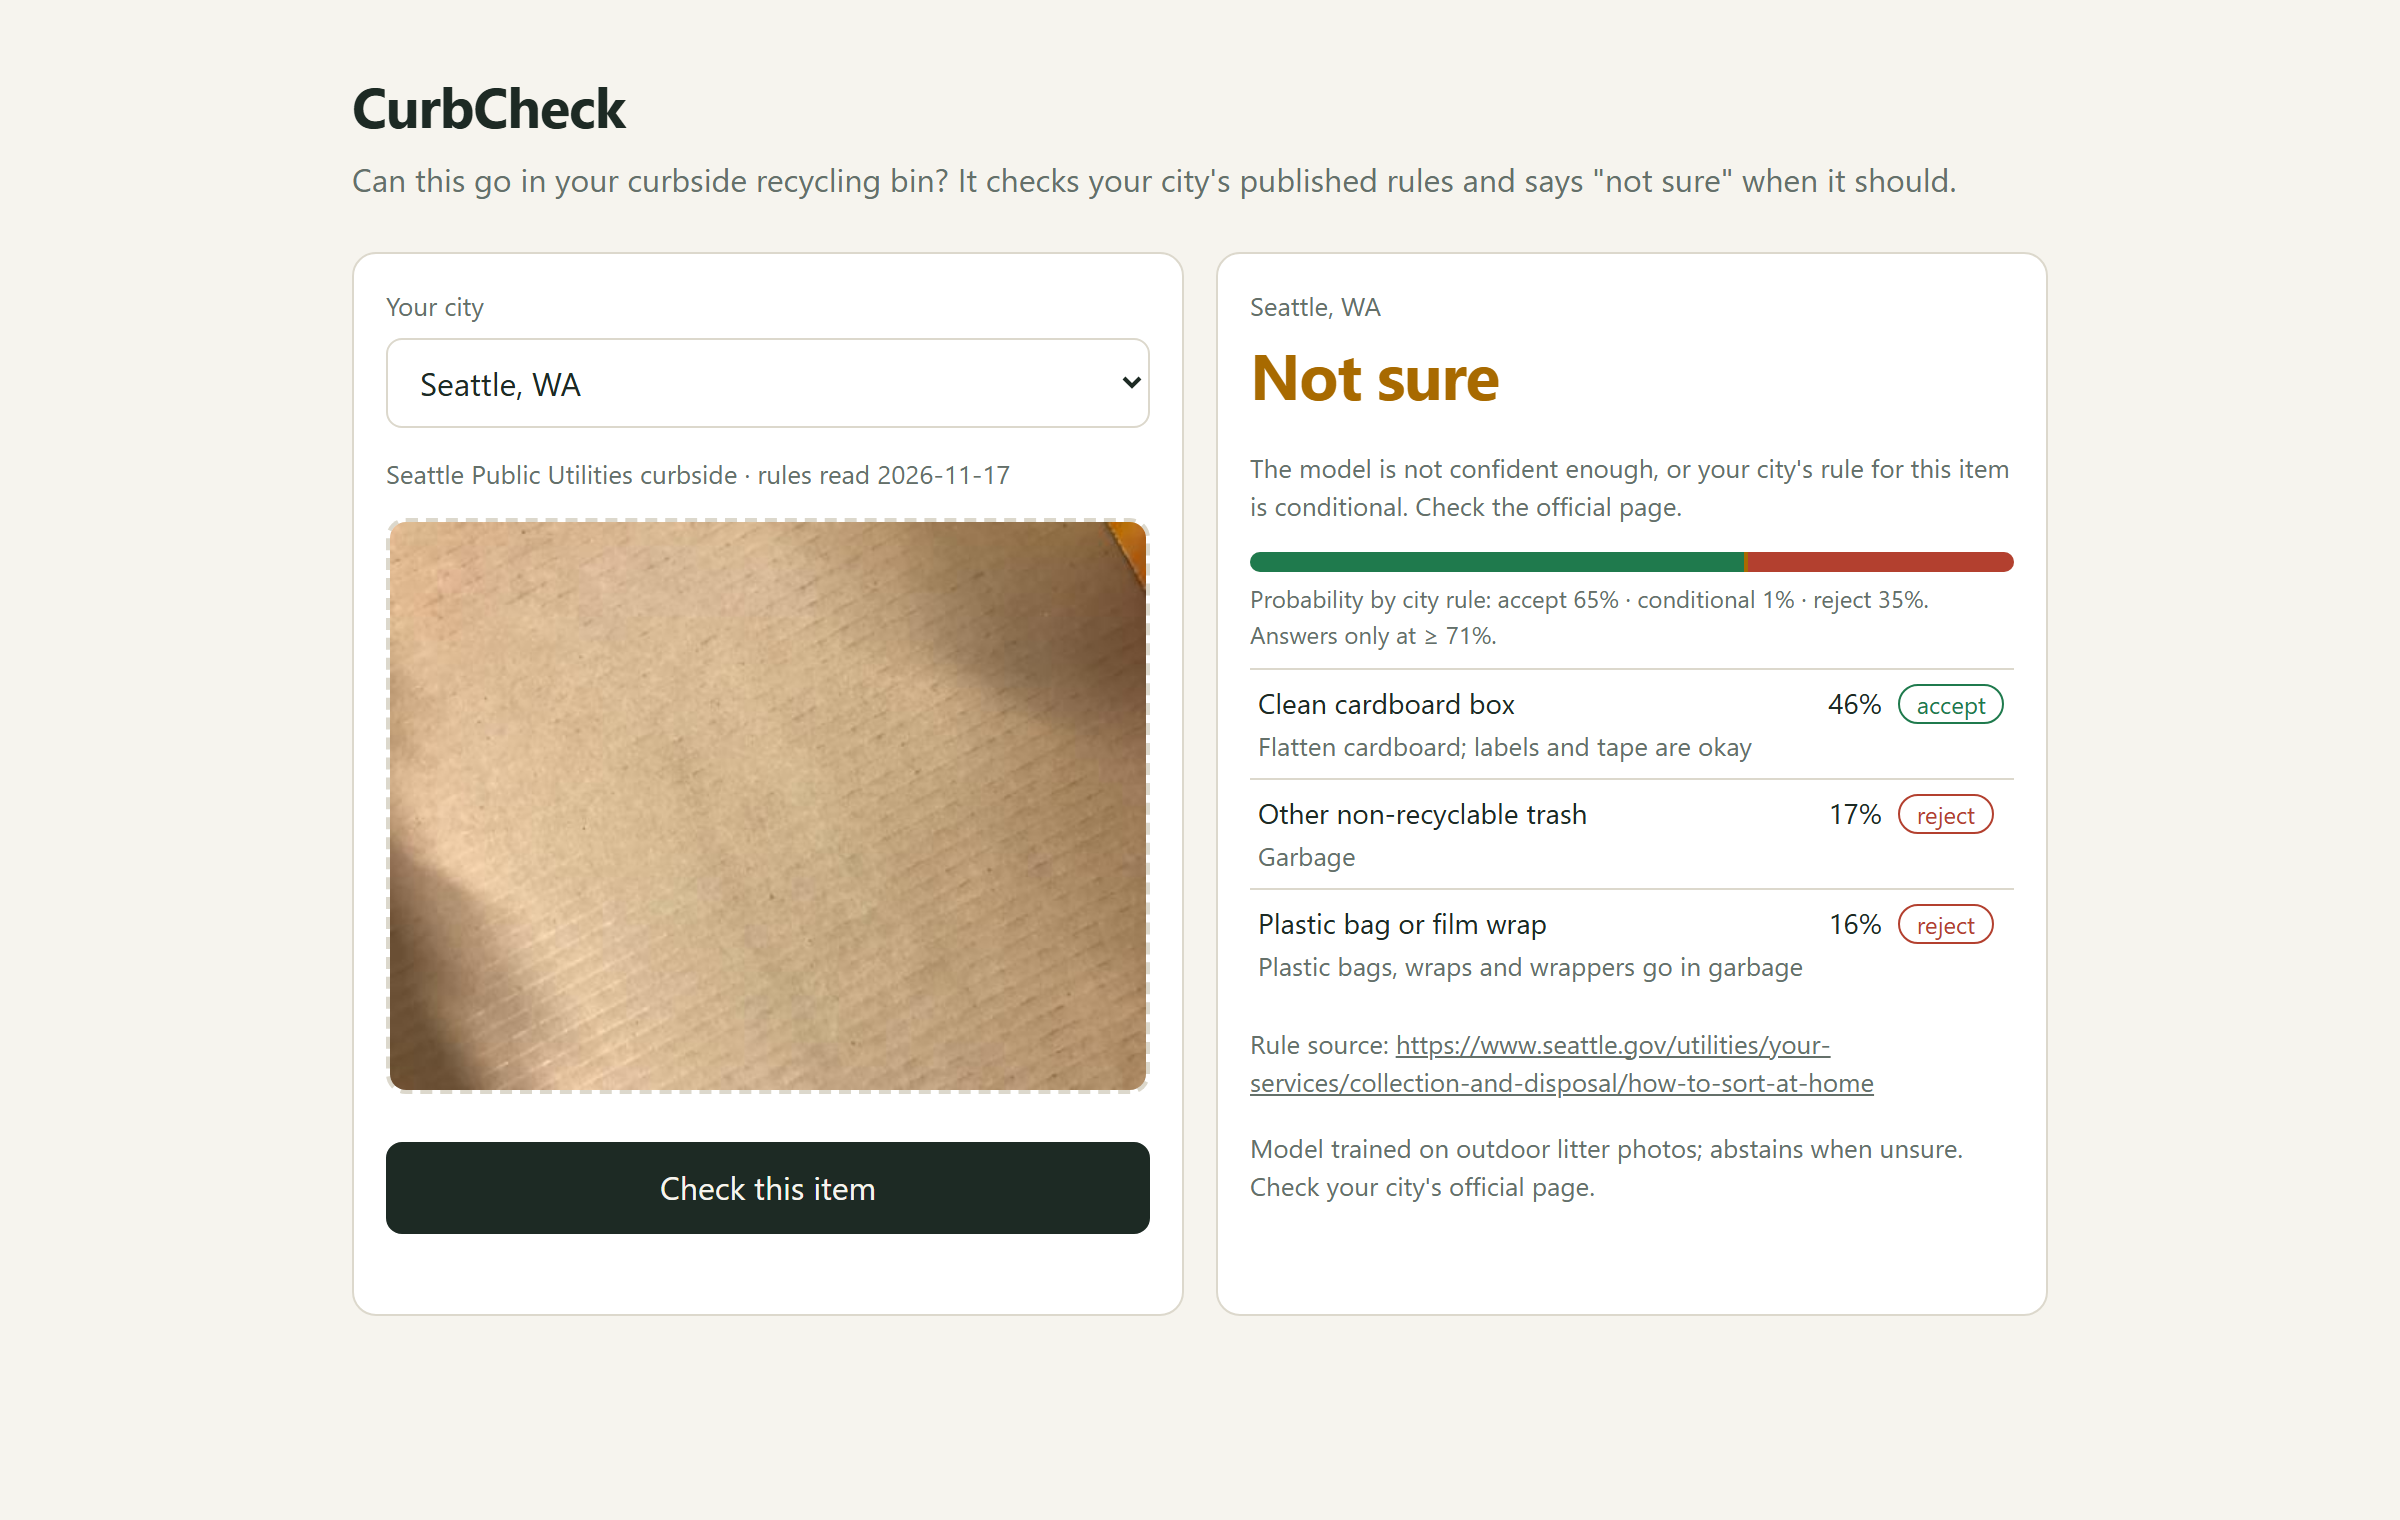 CurbCheck
Can this go in your curbside recycling bin? It checks your city's published rules and says "not sure" when it should.
Your city
Seattle, WA
Seattle Public Utilities curbside · rules read 2026-11-17
Check this item
Seattle, WA
Not sure
The model is not confident enough, or your city's rule for this item
is conditional. Check the official page.
Probability by city rule: accept 65% · conditional 1% · reject 35%.
Answers only at ≥ 71%.
Clean cardboard box 46% accept
Flatten cardboard; labels and tape are okay
Other non-recyclable trash 17% reject
Garbage
Plastic bag or film wrap 16% reject
Plastic bags, wraps and wrappers go in garbage
Rule source: https://www.seattle.gov/utilities/your-
services/collection-and-disposal/how-to-sort-at-home
Model trained on outdoor litter photos; abstains when unsure.
Check your city's official page.